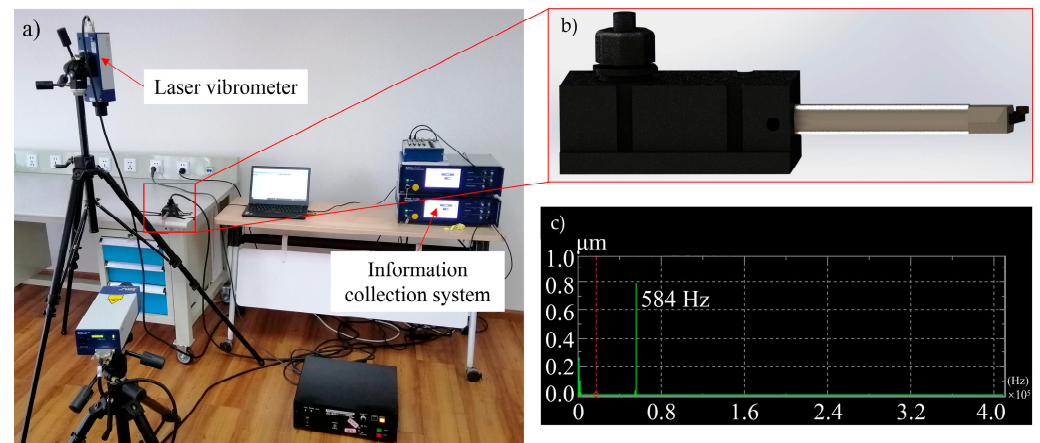 a)
Laser vibrometer
Information
collection system
b)
c)
μm
1.0
0.8
0.6
0.4
0.2
0.0
584 Hz
(Hz)
×10⁵
0 0.8 1.6 2.4 3.2 4.0